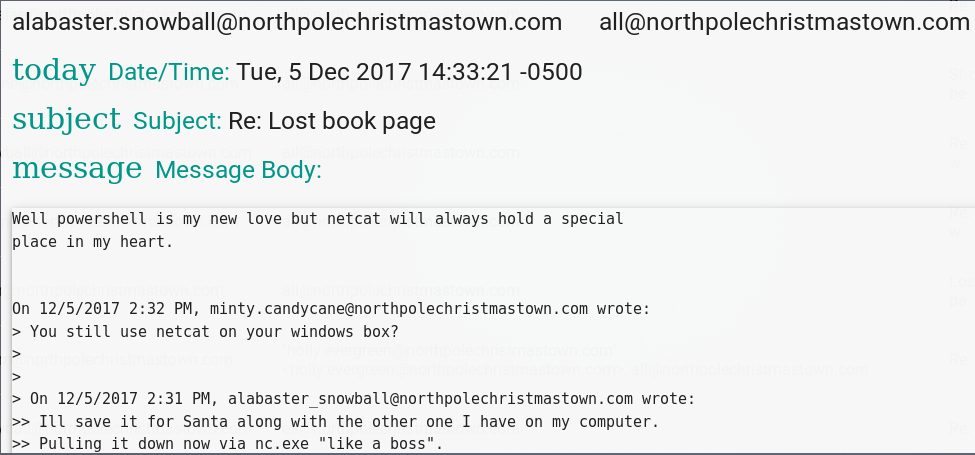 alabaster.snowball@northpolechristmastown.com all@northpolechristmastown.com
today Date/Time: Tue, 5 Dec 2017 14:33:21 -0500
subject Subject: Re: Lost book page
message Message Body:
Well powershell is my new love but netcat will always hold a special
place in my heart.
On 12/5/2017 2:32 PM, minty.candycane@northpolechristmastown.com wrote:
> You still use netcat on your windows box?
>
>
> On 12/5/2017 2:31 PM, alabaster_snowball@northpolechristmastown.com wrote:
>> Ill save it for Santa along with the other one I have on my computer.
>> Pulling it down now via nc.exe "like a boss".